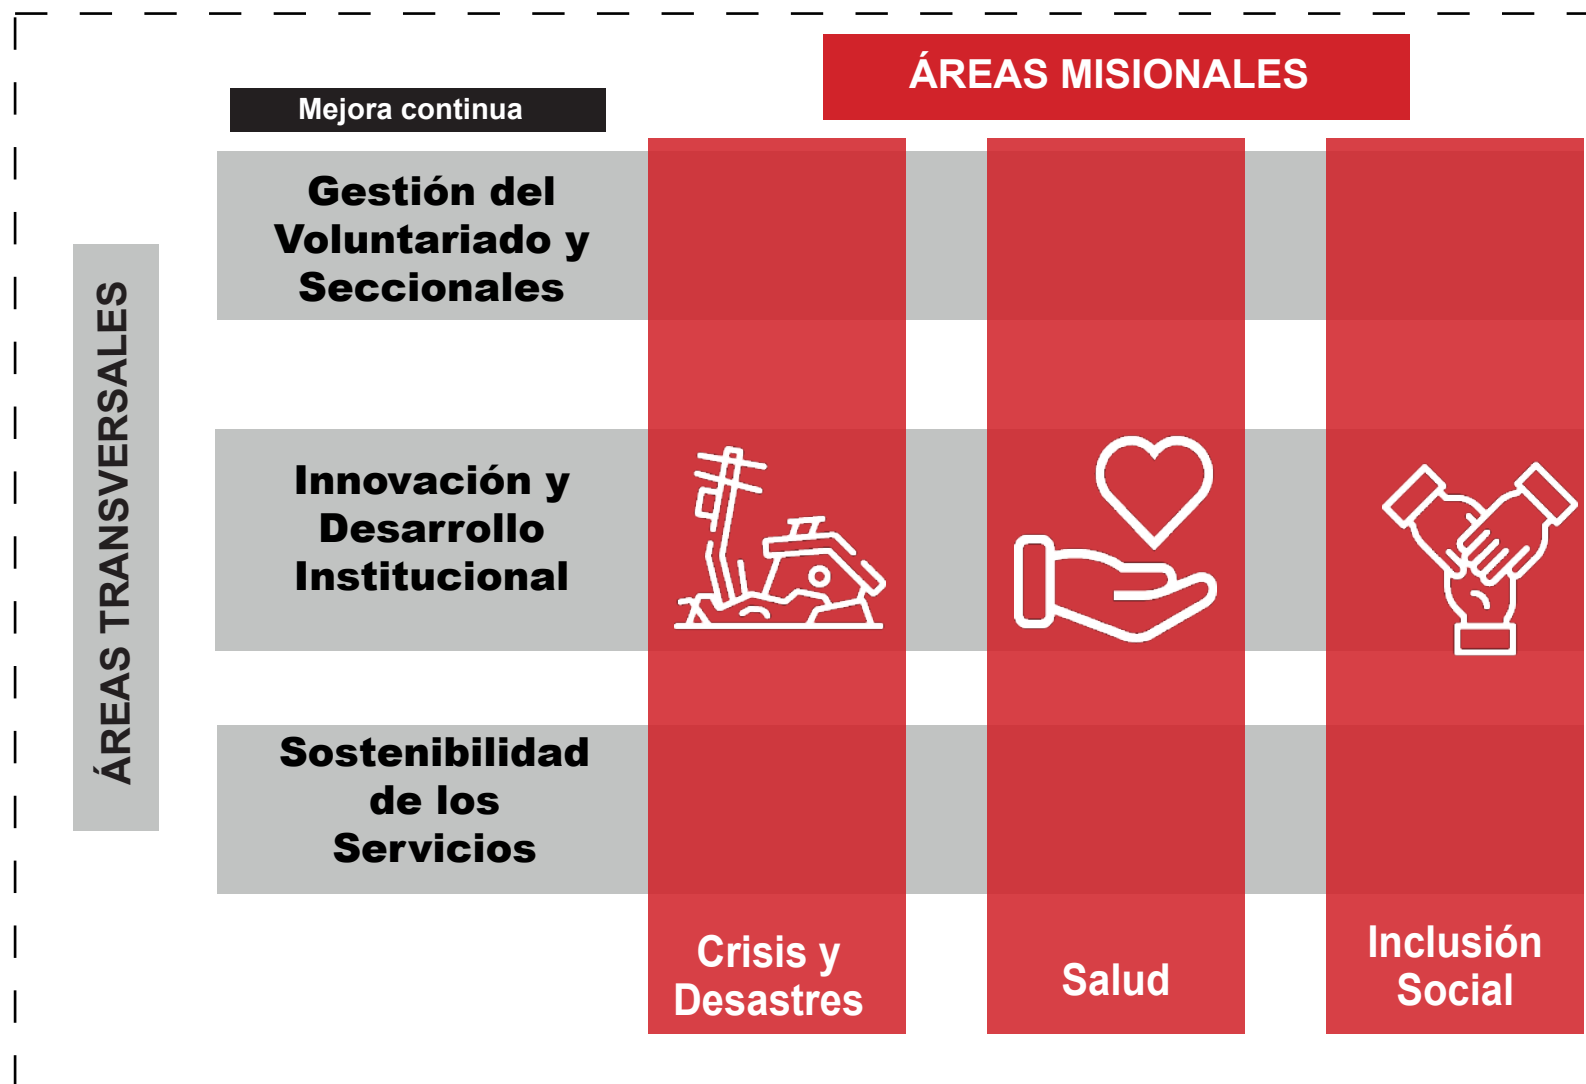 ÁREAS MISIONALES
Mejora continua
ÁREAS TRANSVERSALES
Gestión del
Voluntariado y
Seccionales
Innovación y
Desarrollo
Institucional
Sostenibilidad
de los
Servicios
Crisis y
Desastres
Salud
Inclusión
Social